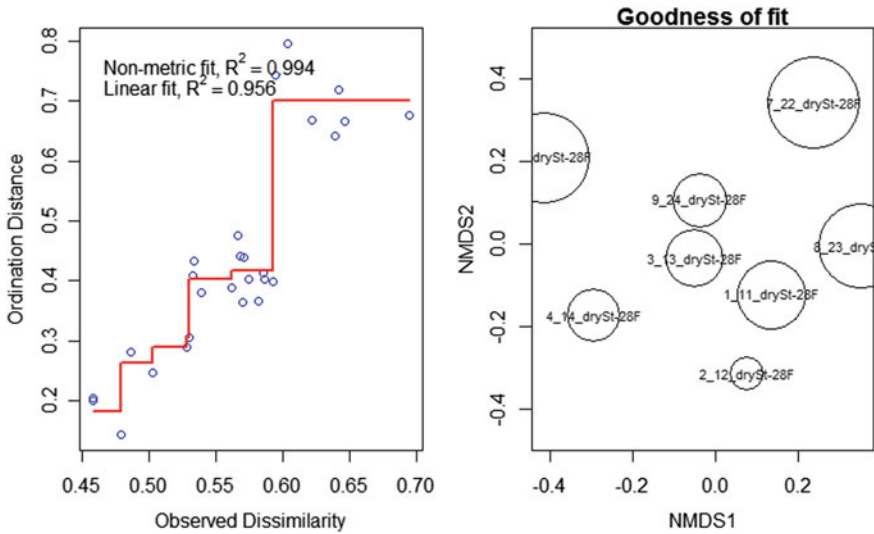 Non-metric fit, R² = 0.994
Linear fit, R² = 0.956
0.8
0.7
0.6
0.5
0.4
0.3
0.2
Ordination Distance
0.45 0.50 0.55 0.60 0.65 0.70
Observed Dissimilarity
Goodness of fit
0.4
0.2
0.0
-0.2
-0.4
NMDS2
7_22_drySt-28F
drySt-28F
9_24_drySt-28F
3_13_drySt-28F
8_23_dryS
1_11_drySt-28F
4_14_drySt-28F
2_12_drySt-28F
-0.4 -0.2 0.0 0.2
NMDS1